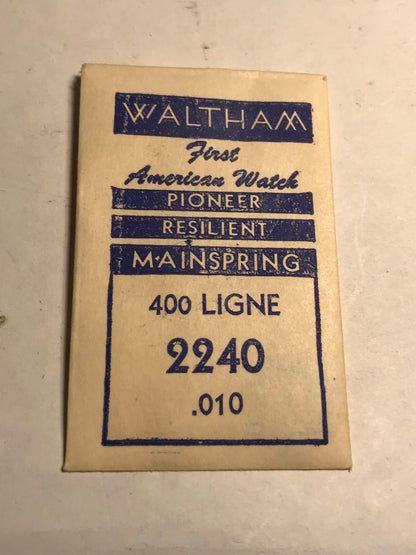 WALTHAM
First
American Watch
PIONEER
RESILIENT
MAINSPRING
400 LIGNE
2240
.010